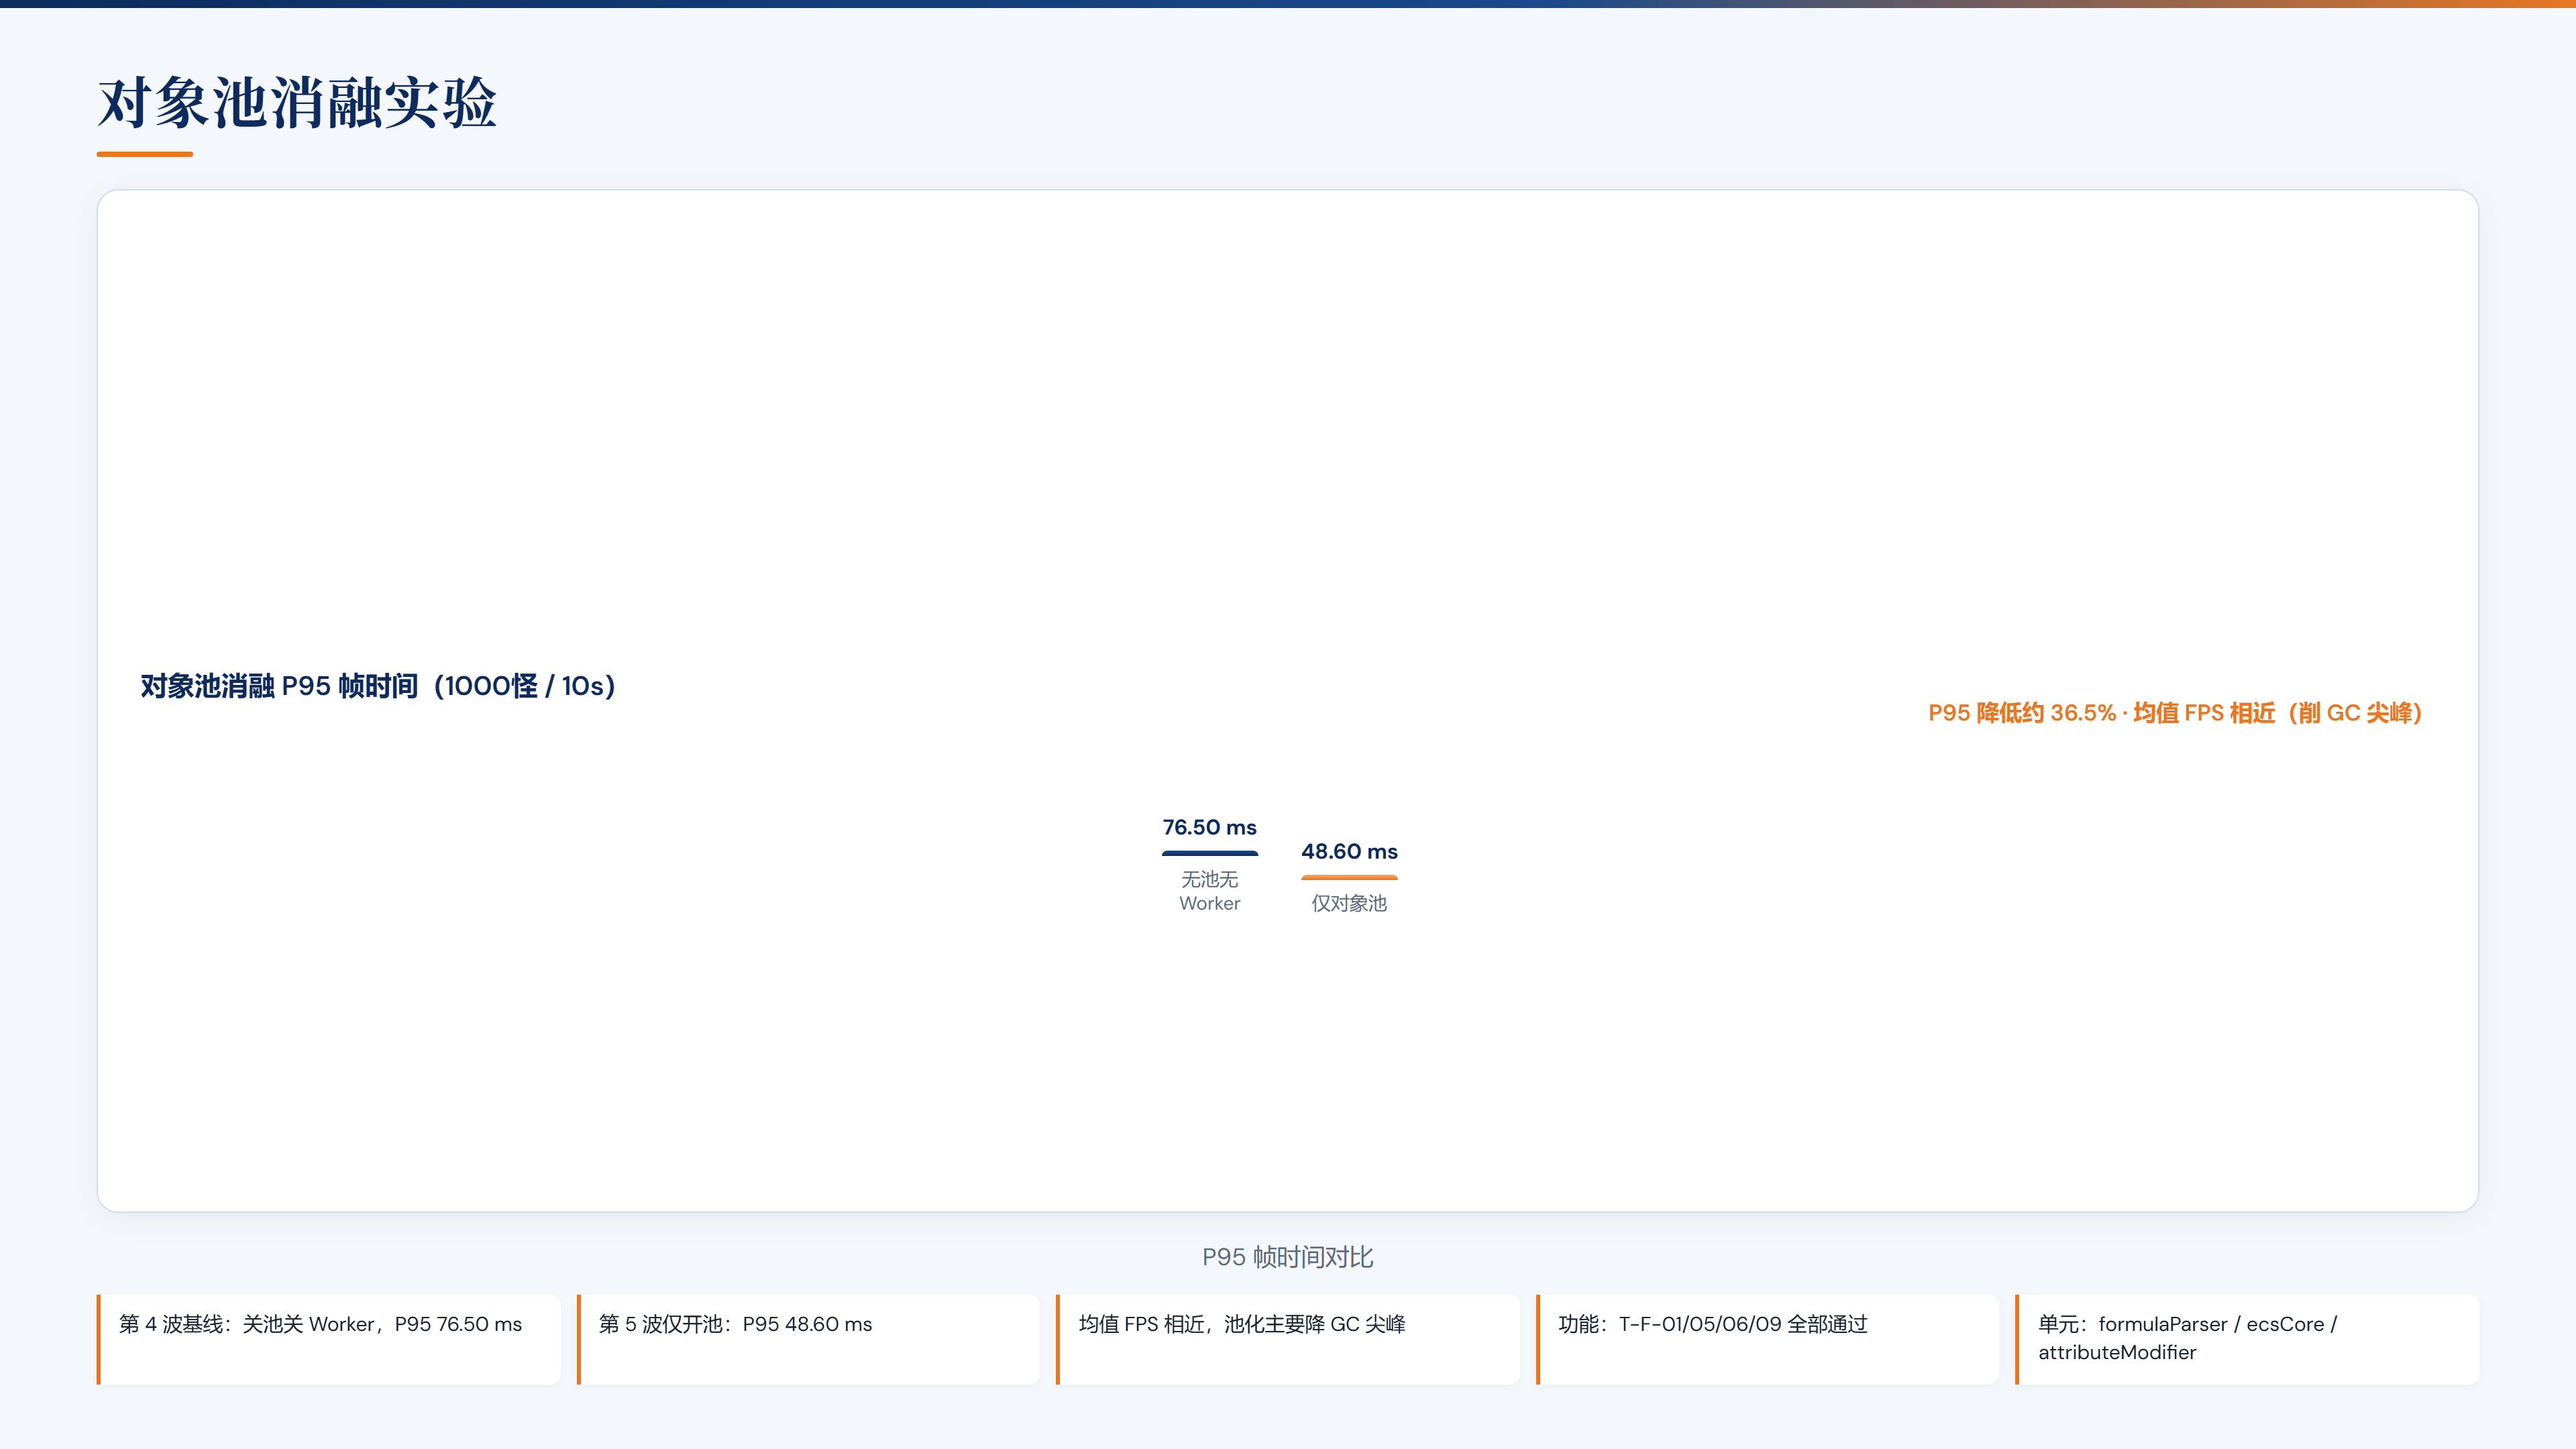 对象池消融实验
对象池消融 P95 帧时间（1000怪 / 10s）
P95 降低约 36.5% · 均值 FPS 相近（削 GC 尖峰）
76.50 ms
无池无
Worker
48.60 ms
仅对象池
P95 帧时间对比
第 4 波基线：关池关 Worker，P95 76.50 ms
第 5 波仅开池：P95 48.60 ms
均值 FPS 相近，池化主要降 GC 尖峰
功能：T-F-01/05/06/09 全部通过
单元：formulaParser / ecsCore /
attributeModifier